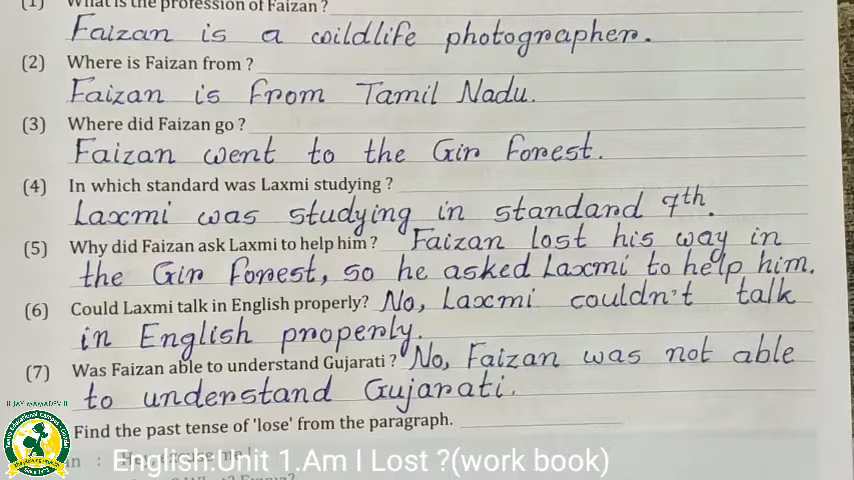 (1) What is the profession of Faizan ?
Faizan is a wildlife photographer.
(2) Where is Faizan from ?
Faizan is from Tamil Nadu.
(3) Where did Faizan go ?
Faizan went to the Gir Forest.
(4) In which standard was Laxmi studying ?
Laxmi was studying in standard 7th.
(5) Why did Faizan ask Laxmi to help him ? Faizan lost his way in
the Gir Forest, so he asked Laxmi to help him.
(6) Could Laxmi talk in English properly? No, Laxmi couldn't talk
in English properly.
(7) Was Faizan able to understand Gujarati ? No, Faizan was not able
to understand Gujarati.
Find the past tense of 'lose' from the paragraph.
English:Unit 1.Am I Lost ?(work book)